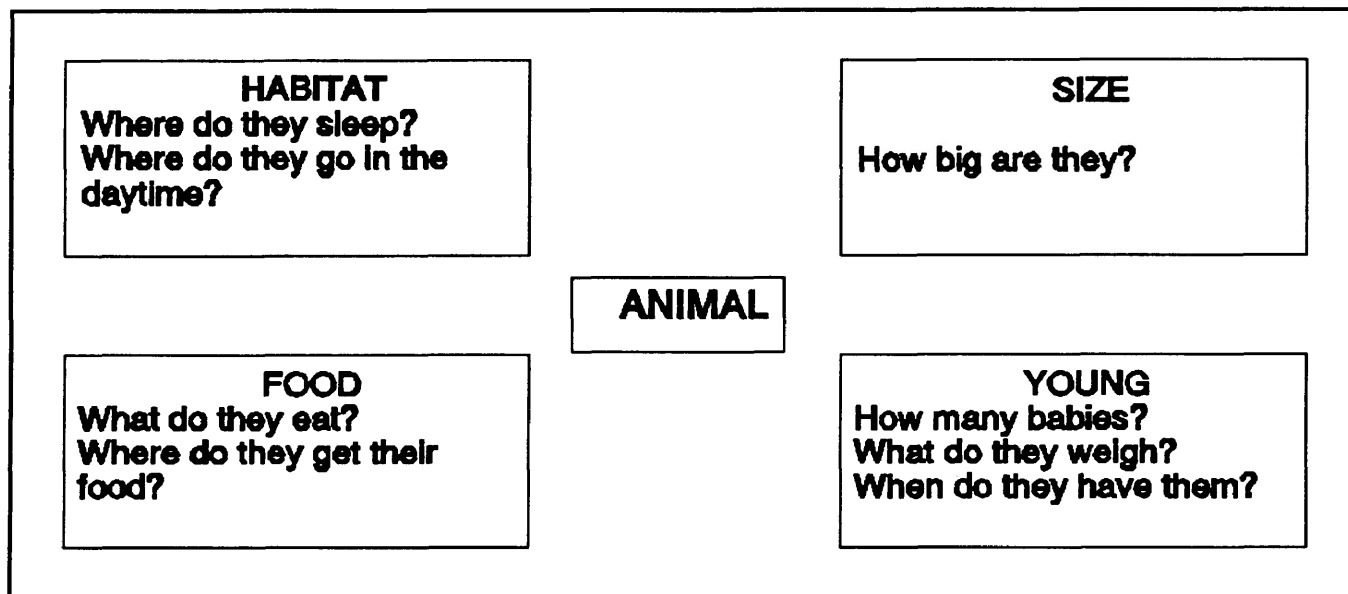 HABITAT
Where do they sleep?
Where do they go in the
daytime?
SIZE
How big are they?
ANIMAL
FOOD
What do they eat?
Where do they get their
food?
YOUNG
How many babies?
What do they weigh?
When do they have them?